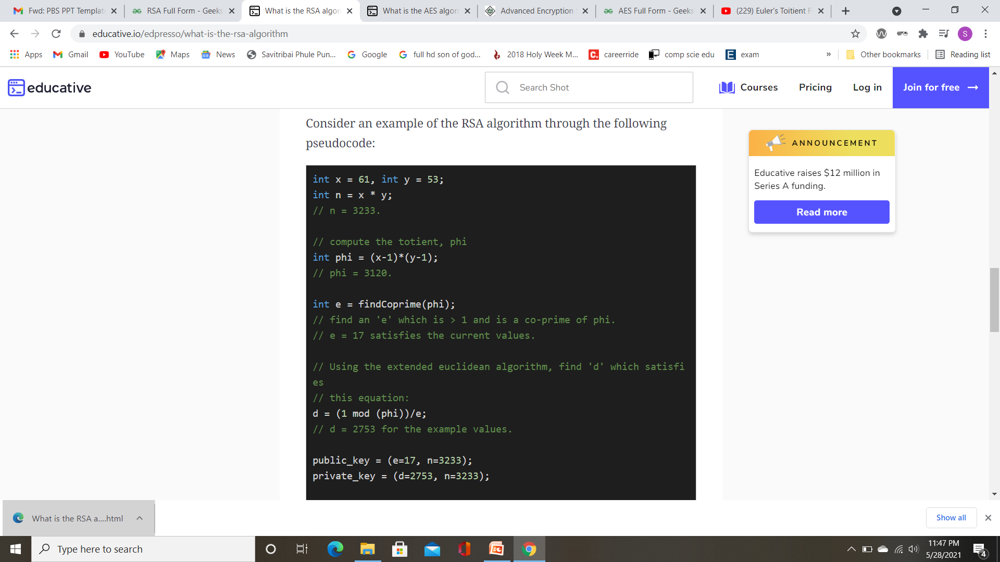 Fwd: PBS PPT Templat
RSA Full Form - Geeks
What is the RSA algori
What is the AES algori
Advanced Encryption
AES Full Form - Geeks
(229) Euler's Toitient F
educative.io/edpresso/what-is-the-rsa-algorithm
S
Apps
Gmail
YouTube
Maps
News
Savitribai Phule Pun...
Google
full hd son of god...
2018 Holy Week M...
careerride
comp scie edu
exam
»
Other bookmarks
Reading list
educative
Search Shot
Courses
Pricing
Log in
Join for free →
Consider an example of the RSA algorithm through the following
pseudocode:
int x = 61, int y = 53;
int n = x * y;
// n = 3233.
// compute the totient, phi
int phi = (x-1)*(y-1);
// phi = 3120.
int e = findCoprime(phi);
// find an 'e' which is > 1 and is a co-prime of phi.
// e = 17 satisfies the current values.
// Using the extended euclidean algorithm, find 'd' which satisfi
es
// this equation:
d = (1 mod (phi))/e;
// d = 2753 for the example values.
public_key = (e=17, n=3233);
private_key = (d=2753, n=3233);
ANNOUNCEMENT
Educative raises $12 million in
Series A funding.
Read more
What is the RSA a....html
Show all
Type here to search
11:47 PM
5/28/2021
4